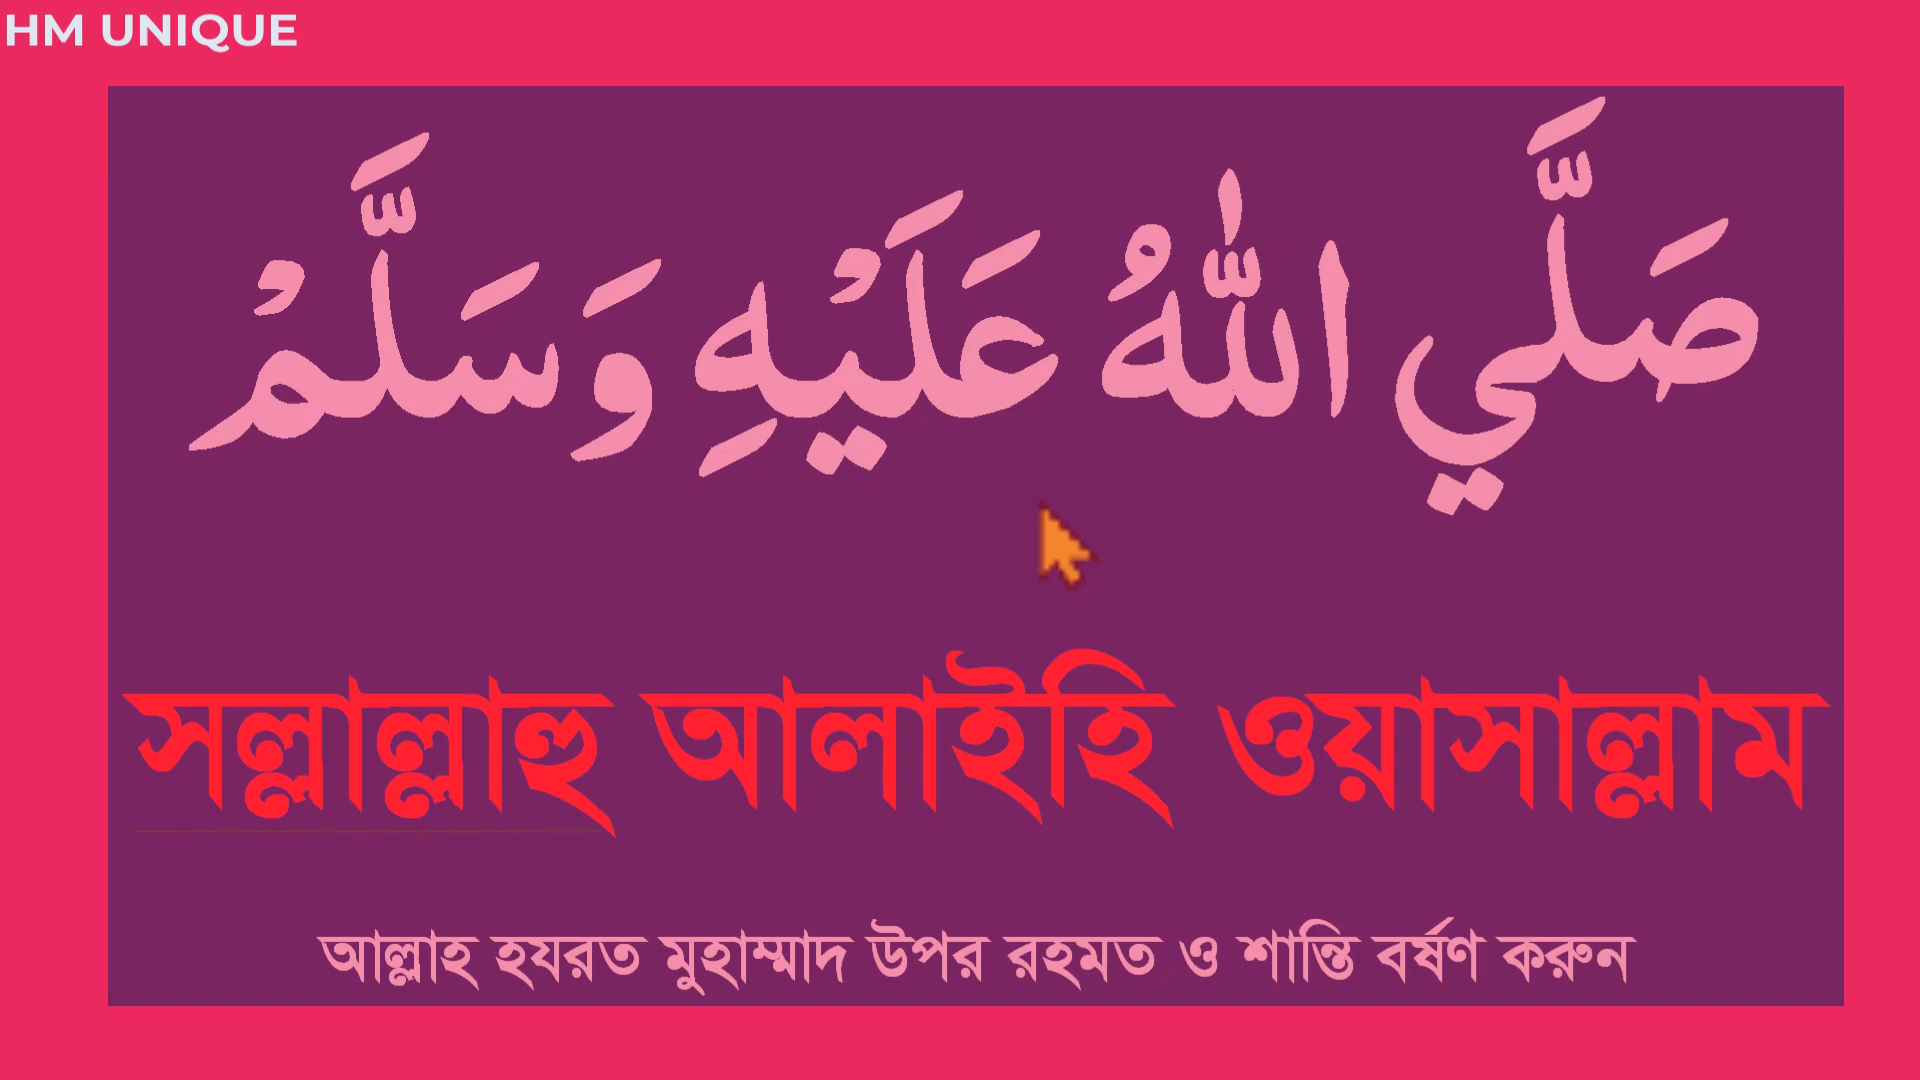 HM UNIQUE
صَلَّي اللهُ عَلَيْهِ وَسَلَّمْ
সল্লাল্লাহু আলাইহি ওয়াসাল্লাম
আল্লাহ হযরত মুহাম্মাদ উপর রহমত ও শান্তি বর্ষণ করুন